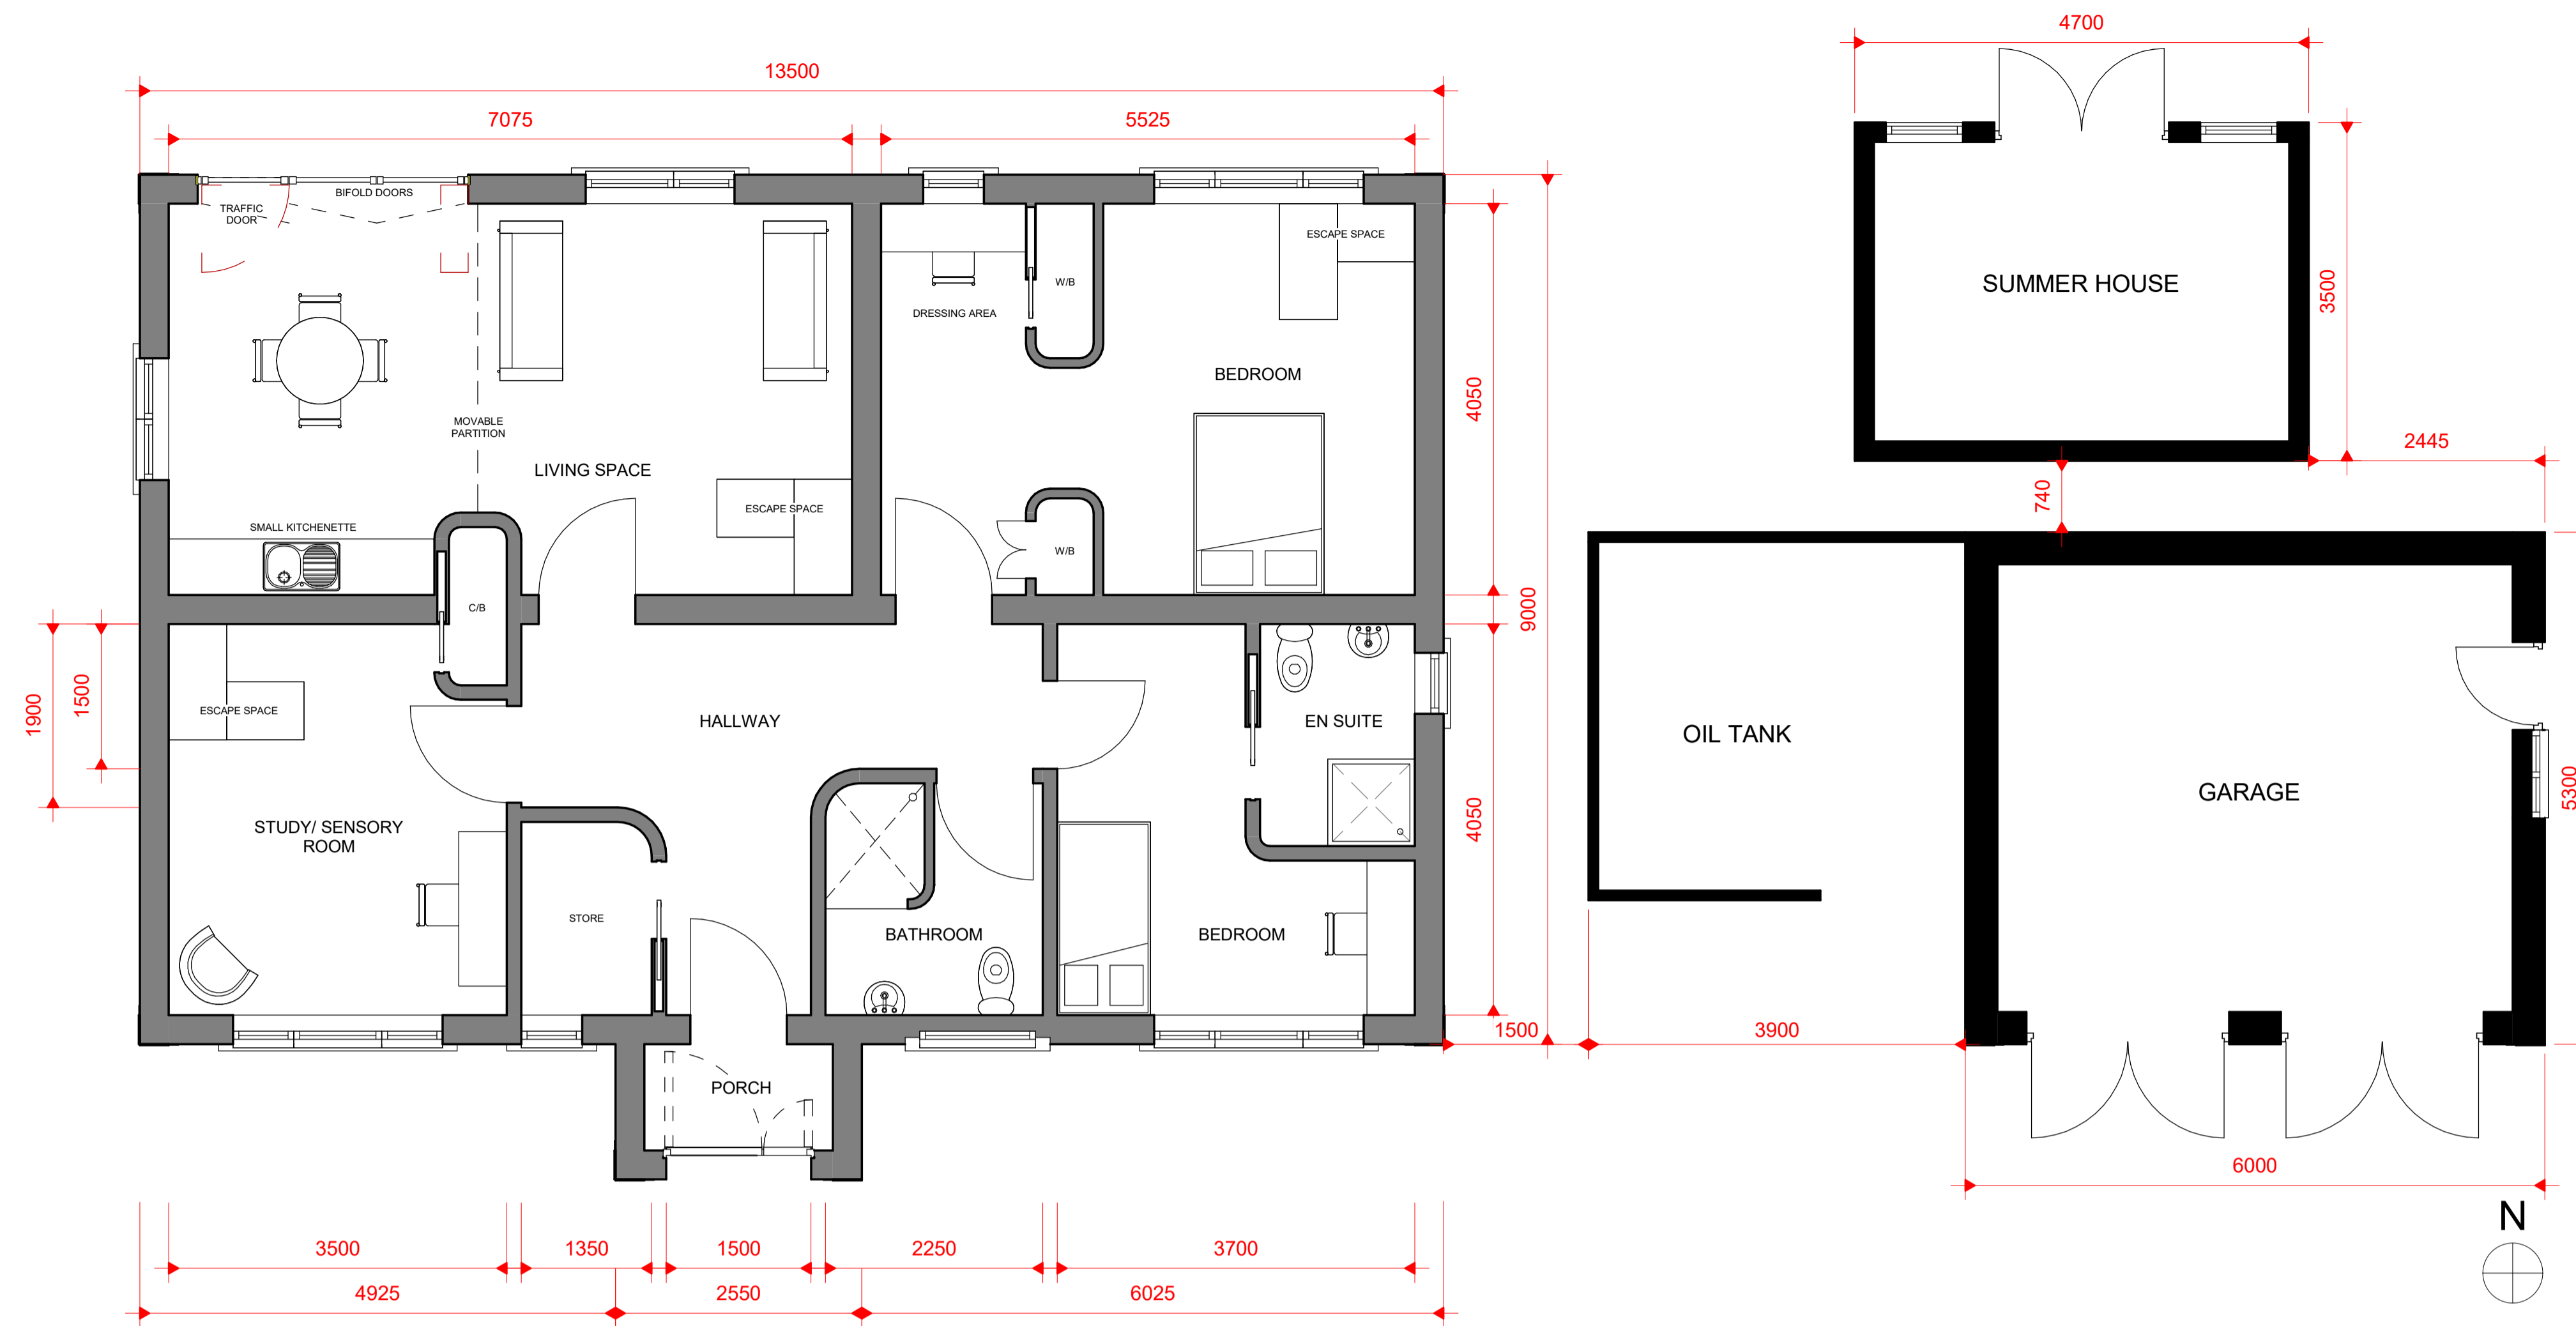 4700
13500
7075
5525
BIFOLD DOORS
TRAFFIC
DOOR
ESCAPE SPACE
W/B
SUMMER HOUSE
3500
DRESSING AREA
BEDROOM
4050
MOVABLE
PARTITION
2445
LIVING SPACE
740
ESCAPE SPACE
SMALL KITCHENETTE
W/B
C/B
9000
1900
1500
ESCAPE SPACE
HALLWAY
EN SUITE
OIL TANK
GARAGE
5300
4050
STUDY/ SENSORY
ROOM
STORE
BATHROOM
BEDROOM
1500
3900
PORCH
6000
N
3500
1350
1500
2250
3700
4925
2550
6025